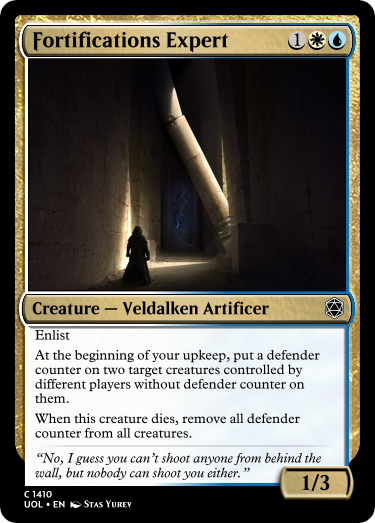 Fortifications Expert 1
Creature — Veldalken Artificer
Enlist
At the beginning of your upkeep, put a defender
counter on two target creatures controlled by
different players without defender counter on
them.
When this creature dies, remove all defender
counter from all creatures.
“No, I guess you can't shoot anyone from behind the
wall, but nobody can shoot you either.”
1/3
C 1410
UOL • EN Stas Yurev